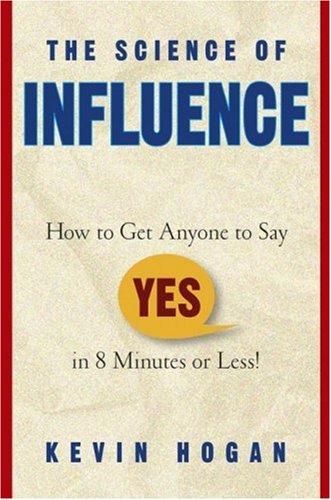 THE SCIENCE OF
INFLUENCE
How to Get Anyone to Say
YES
in 8 Minutes or Less!
KEVIN HOGAN